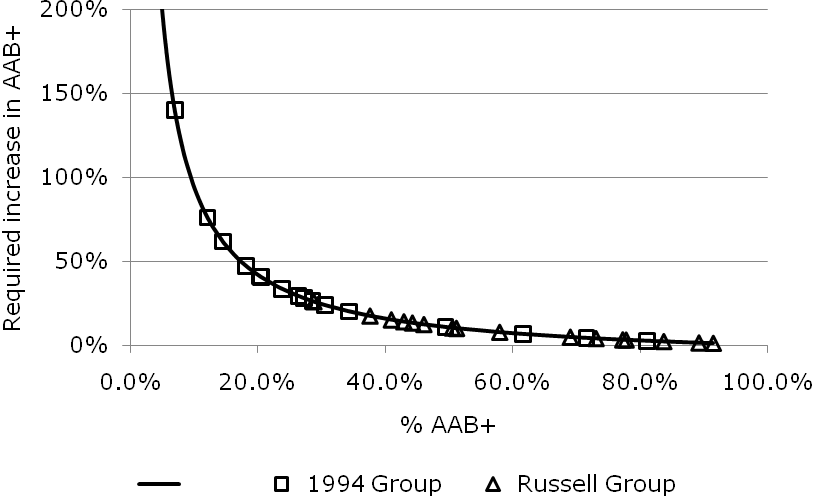 200%
150%
100%
50%
0%
Required increase in AAB+
0.0% 20.0% 40.0% 60.0% 80.0% 100.0%
% AAB+
1994 Group Russell Group